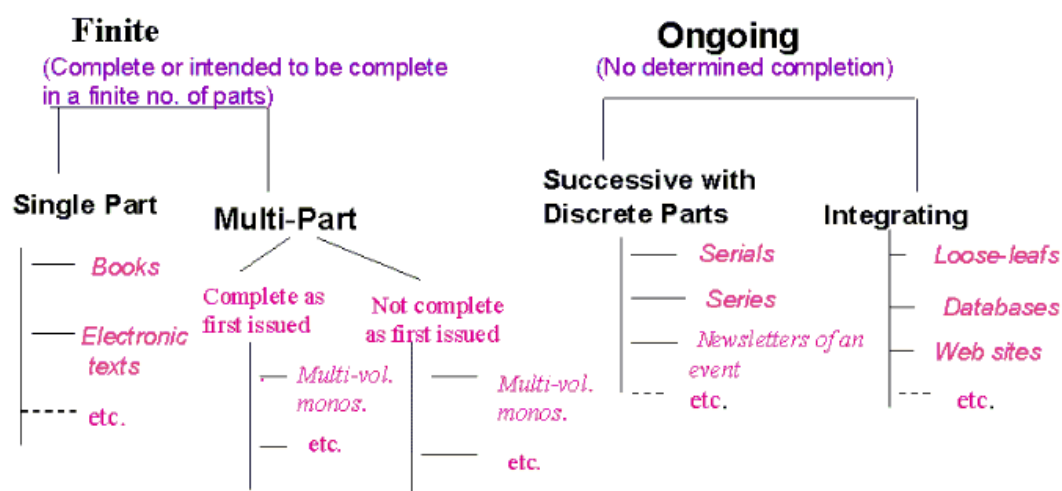 Finite
(Complete or intended to be complete
in a finite no. of parts)
Single Part
Books
Electronic
texts
etc.
Multi-Part
Complete as
first issued
Multi-vol.
monos.
etc.
Not complete
as first issued
Multi-vol.
monos.
etc.
Ongoing
(No determined completion)
Successive with
Discrete Parts
Serials
Series
Newsletters of an
event
etc.
Integrating
Loose-leafs
Databases
Web sites
etc.